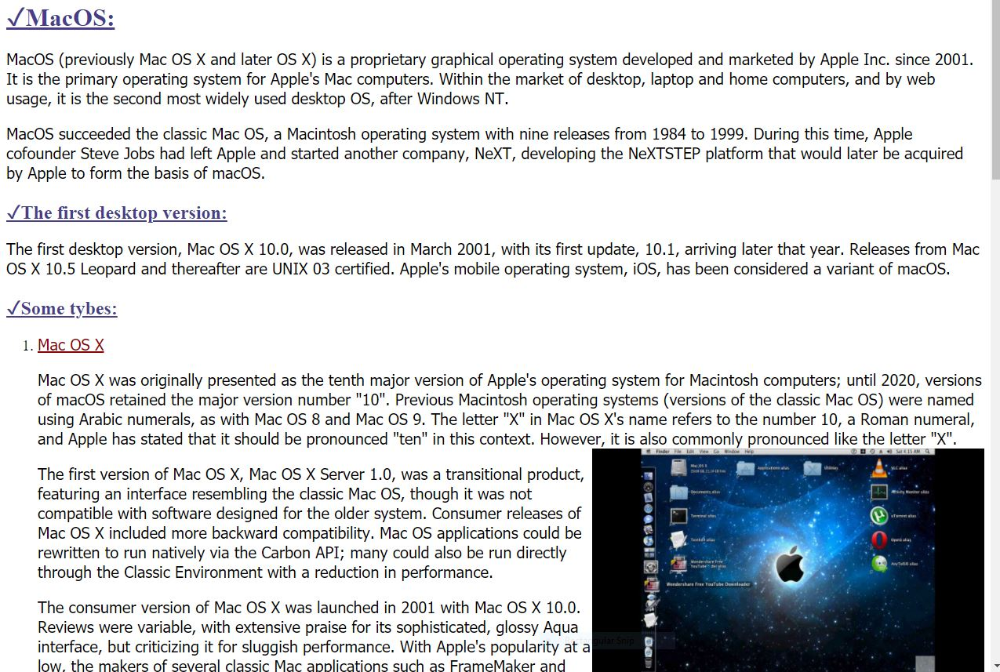 ✓MacOS:
MacOS (previously Mac OS X and later OS X) is a proprietary graphical operating system developed and marketed by Apple Inc. since 2001.
It is the primary operating system for Apple's Mac computers. Within the market of desktop, laptop and home computers, and by web
usage, it is the second most widely used desktop OS, after Windows NT.
MacOS succeeded the classic Mac OS, a Macintosh operating system with nine releases from 1984 to 1999. During this time, Apple
cofounder Steve Jobs had left Apple and started another company, NeXT, developing the NeXTSTEP platform that would later be acquired
by Apple to form the basis of macOS.
✓The first desktop version:
The first desktop version, Mac OS X 10.0, was released in March 2001, with its first update, 10.1, arriving later that year. Releases from Mac
OS X 10.5 Leopard and thereafter are UNIX 03 certified. Apple's mobile operating system, iOS, has been considered a variant of macOS.
✓Some tybes:
1. Mac OS X
Mac OS X was originally presented as the tenth major version of Apple's operating system for Macintosh computers; until 2020, versions
of macOS retained the major version number "10". Previous Macintosh operating systems (versions of the classic Mac OS) were named
using Arabic numerals, as with Mac OS 8 and Mac OS 9. The letter "X" in Mac OS X's name refers to the number 10, a Roman numeral,
and Apple has stated that it should be pronounced "ten" in this context. However, it is also commonly pronounced like the letter "X".
The first version of Mac OS X, Mac OS X Server 1.0, was a transitional product,
featuring an interface resembling the classic Mac OS, though it was not
compatible with software designed for the older system. Consumer releases of
Mac OS X included more backward compatibility. Mac OS applications could be
rewritten to run natively via the Carbon API; many could also be run directly
through the Classic Environment with a reduction in performance.
The consumer version of Mac OS X was launched in 2001 with Mac OS X 10.0.
Reviews were variable, with extensive praise for its sophisticated, glossy Aqua
interface, but criticizing it for sluggish performance. With Apple's popularity at a
low, the makers of several classic Mac applications such as FrameMaker and
Finder File Edit View Go Window Help
Sat 4:15 AM
Mac_OS X
Applications alias
Utilities
VLC alias
Documents alias
Activity Monitor alias
Terminal alias
uTorrent alias
TextEdit alias
Opera alias
Wondershare Free
YouTube
alias
AnyToISO alias
Wondershare Free YouTube Downloader
Rectangular Snip